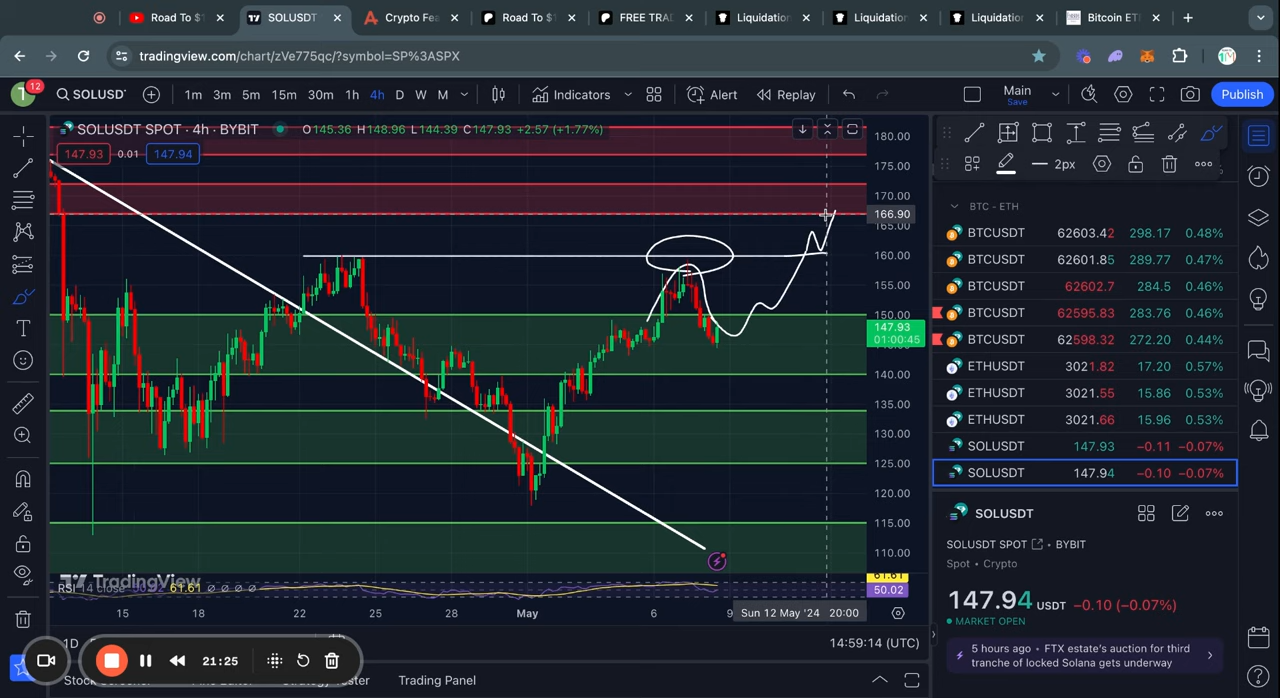 Road To $1
SOLUSDT
Crypto Fea
Road To $
FREE TRA
Liquidation
Liquidation
Liquidation
Bitcoin ET
tradingview.com/chart/zVe775qc/?symbol=SP%3ASPX
12
T
SOLUSDT
1m 3m 5m 15m 30m 1h 4h D W M
Indicators
Alert
Replay
Main
Save
Publish
SOLUSDT SPOT · 4h · BYBIT
O145.36 H148.96 L144.39 C147.93 +2.57 (+1.77%)
147.93 0.01 147.94
2px
180.00
175.00
170.00
166.90
165.00
160.00
155.00
150.00
147.93
01:00:45
140.00
135.00
130.00
125.00
120.00
115.00
110.00
61.61
50.02
TradingView
RSI 14 close 50.02 61.61 ∅ ∅ ∅ ∅
15 18 22 25 28 May 6 9 Sun 12 May '24 20:00
1D
14:59:14 (UTC)
21:25
Trading Panel
BTC - ETH
BTCUSDT 62603.42 298.17 0.48%
BTCUSDT 62601.85 289.77 0.47%
BTCUSDT 62602.7 284.5 0.46%
BTCUSDT 62595.83 283.76 0.46%
BTCUSDT 62598.32 272.20 0.44%
ETHUSDT 3021.82 17.20 0.57%
ETHUSDT 3021.55 15.86 0.53%
ETHUSDT 3021.66 15.96 0.53%
SOLUSDT 147.93 −0.11 −0.07%
SOLUSDT 147.94 −0.10 −0.07%
SOLUSDT
SOLUSDT SPOT • BYBIT
Spot • Crypto
147.94 USDT −0.10 (−0.07%)
MARKET OPEN
5 hours ago • FTX estate's auction for third
tranche of locked Solana gets underway